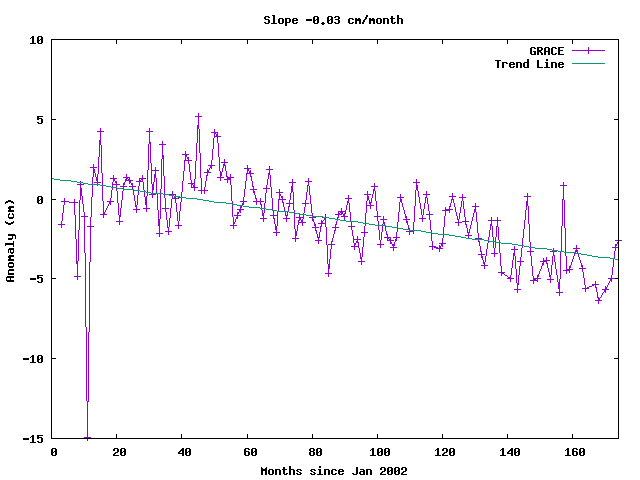 Slope -0.03 cm/month
10
GRACE
Trend Line
5
0
-5
-10
-15
Anomaly (cm)
0 20 40 60 80 100 120 140 160
Months since Jan 2002